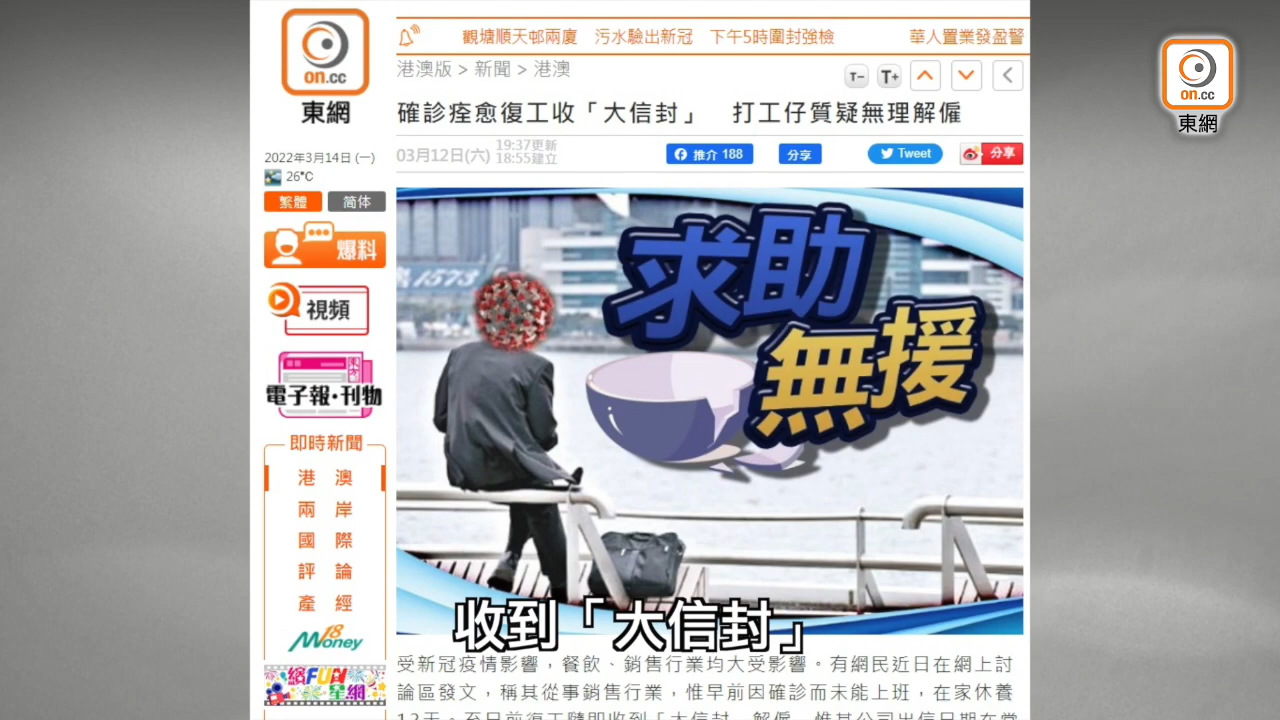 on.cc
東網
觀塘順天邨兩廈 污水驗出新冠 下午5時圍封強檢 華人置業發盈警
港澳版 > 新聞 > 港澳
T− T+
確診痊愈復工收「大信封」 打工仔質疑無理解僱
03月12日(六) 19:37更新
18:55建立
推介 188 分享 Tweet 分享
2022年3月14日 (一)
26°C
繁體 简体
爆料
視頻
電子報‧刊物
即時新聞
港 澳
兩 岸
國 際
評 論
產 經
18 Money
繽FUN星網
1573
求助
無援
收到「大信封」
受新冠疫情影響，餐飲、銷售行業均大受影響。有網民近日在網上討
論區發文，稱其從事銷售行業，惟早前因確診而未能上班，在家休養
on.cc
東網